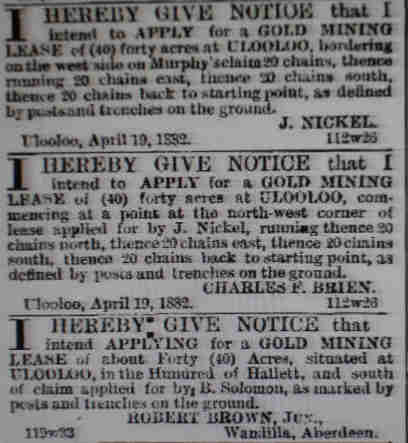 I HEREBY GIVE NOTICE that I
intend to APPLY for a GOLD MINING
LEASE of (40) forty acres at ULOOLOO, bordering
on the west side on Murphy's claim 20 chains, thence
running 20 chains east, thence 20 chains south,
thence 20 chains back to starting point, as defined
by posts and trenches on the ground.
J. NICKEL.
Ulooloo, April 19, 1882. 112w26
I HEREBY GIVE NOTICE that I
intend to APPLY for a GOLD MINING
LEASE of (40) forty acres at ULOOLOO, com-
mencing at a point at the north-west corner of
lease applied for by J. Nickel, running thence 20
chains north, thence 20 chains east, thence 20 chains
south, thence 20 chains back to starting point, as
defined by posts and trenches on the ground.
CHARLES F. BRIEN.
Ulooloo, April 19, 1882. 112w26
I HEREBY GIVE NOTICE that
I intend APPLYING for a GOLD MINING
LEASE of about Forty (40) Acres, situated at
ULOOLOO, in the Hundred of Hallett, and south
of claim applied for by B. Solomon, as marked by
posts and trenches on the ground.
ROBERT BROWN, Jun.,
119w33 Wandilla, Aberdeen.